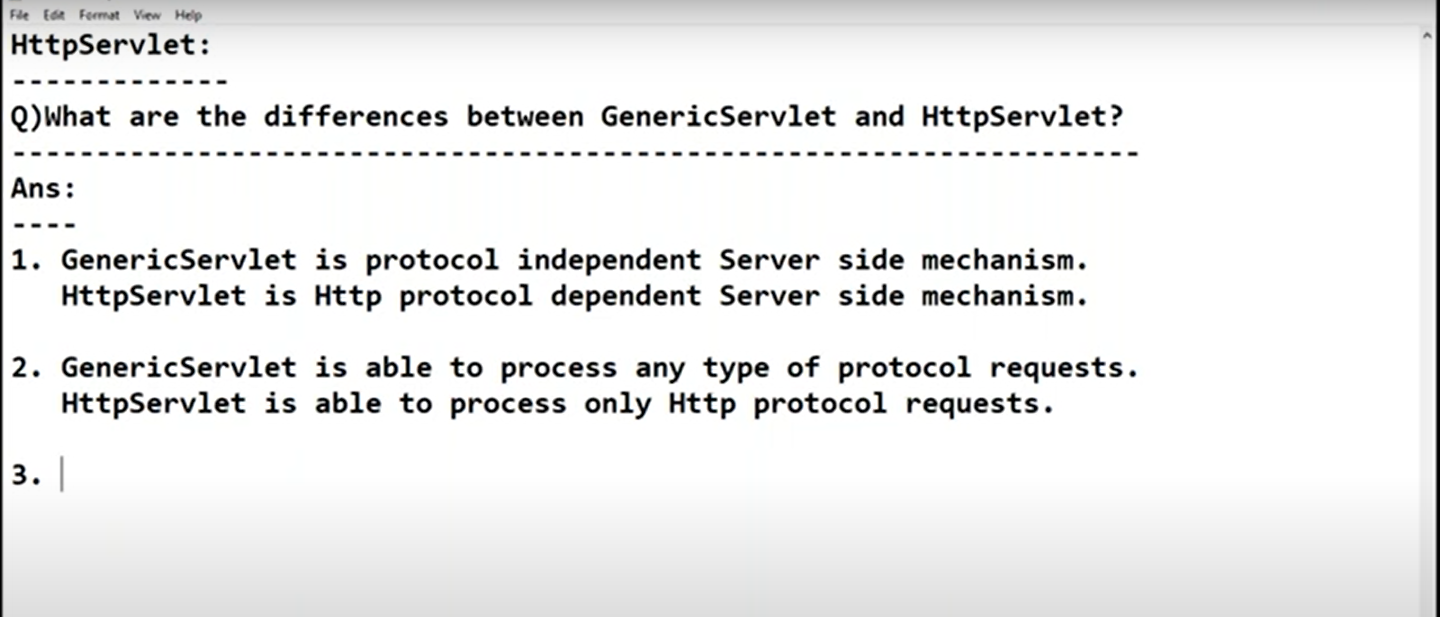 File Edit Format View Help
HttpServlet:
-------------
Q)What are the differences between GenericServlet and HttpServlet?
-------------------------------------------------------------------
Ans:
----
1. GenericServlet is protocol independent Server side mechanism.
HttpServlet is Http protocol dependent Server side mechanism.
2. GenericServlet is able to process any type of protocol requests.
HttpServlet is able to process only Http protocol requests.
3.